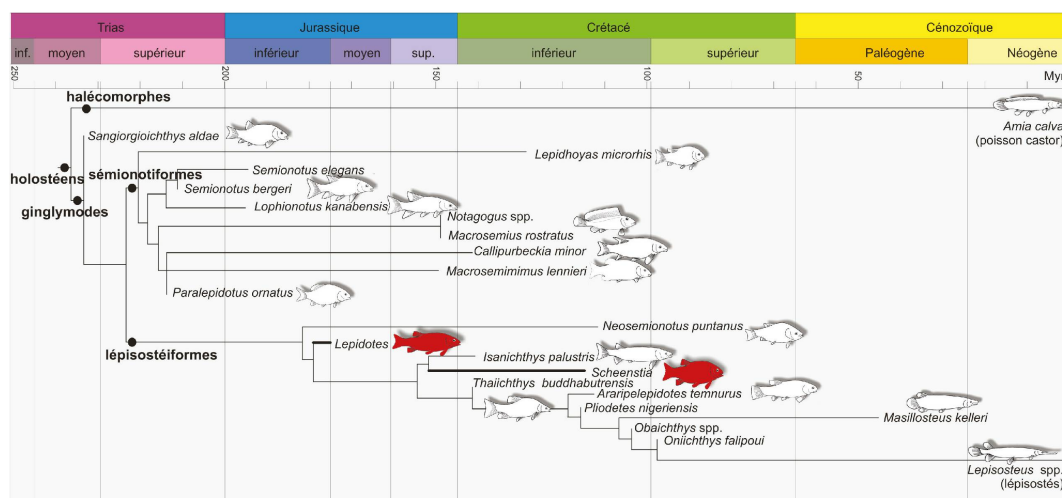 Trias Jurassique Crétacé Cénozoïque
inf. moyen supérieur inférieur moyen sup. inférieur supérieur Paléogène Néogène
250 200 150 100 50 Myr
halécomorphes
Amia calva
(poisson castor)
Sangiorgioichthys aldae
Lepidhoyas microrhis
holostéens
sémionotiformes
Semionotus elegans
Semionotus bergeri
ginglymodes
Lophionotus kanabensis
Notagogus spp.
Macrosemius rostratus
Callipurbeckia minor
Macrosemimimus lennieri
Paralepidotus ornatus
Neosemionotus puntanus
lépisostéiformes
Lepidotes
Isanichthys palustris
Scheenstia
Thaiichthys buddhabutrensis
Araripelepidotes temnurus
Pliodetes nigeriensis
Masillosteus kelleri
Obaichthys spp.
Oniichthys falipoui
Lepisosteus spp.
(lépisostés)